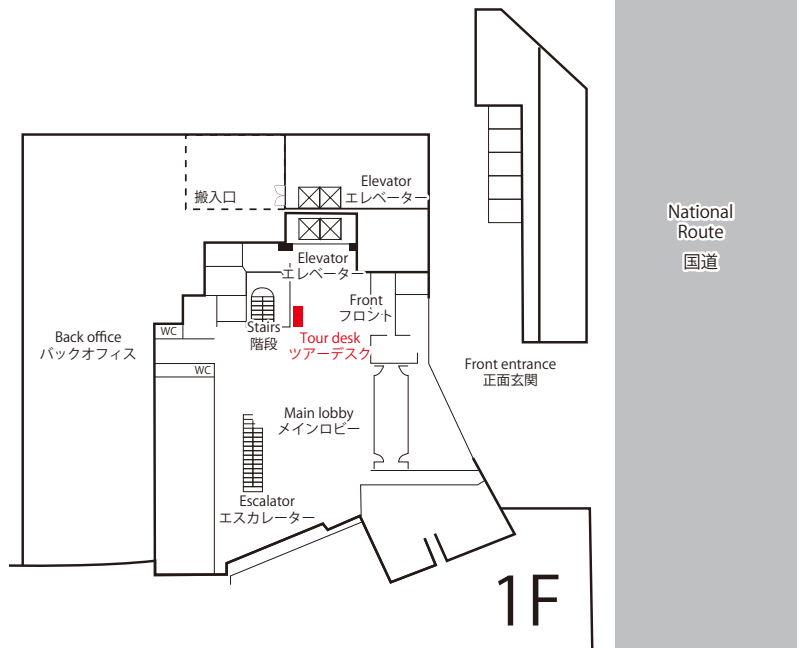 搬入口
Elevator
エレベーター
National
Route
国道
Elevator
エレベーター
Front
フロント
Stairs
階段
Tour desk
ツアーデスク
WC
Back office
バックオフィス
WC
Front entrance
正面玄関
Main lobby
メインロビー
Escalator
エスカレーター
1F